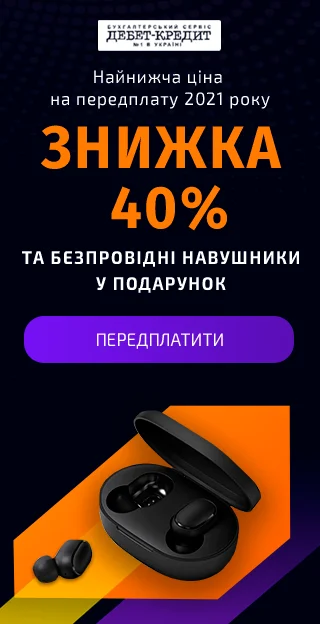 БУХГАЛТЕРСЬКИЙ СЕРВІС
ДЕБЕТ-КРЕДИТ
№1 В УКРАЇНІ
Найнижча ціна
на передплату 2021 року
ЗНИЖКА
40%
ТА БЕЗПРОВІДНІ НАВУШНИКИ
У ПОДАРУНОК
ПЕРЕДПЛАТИТИ